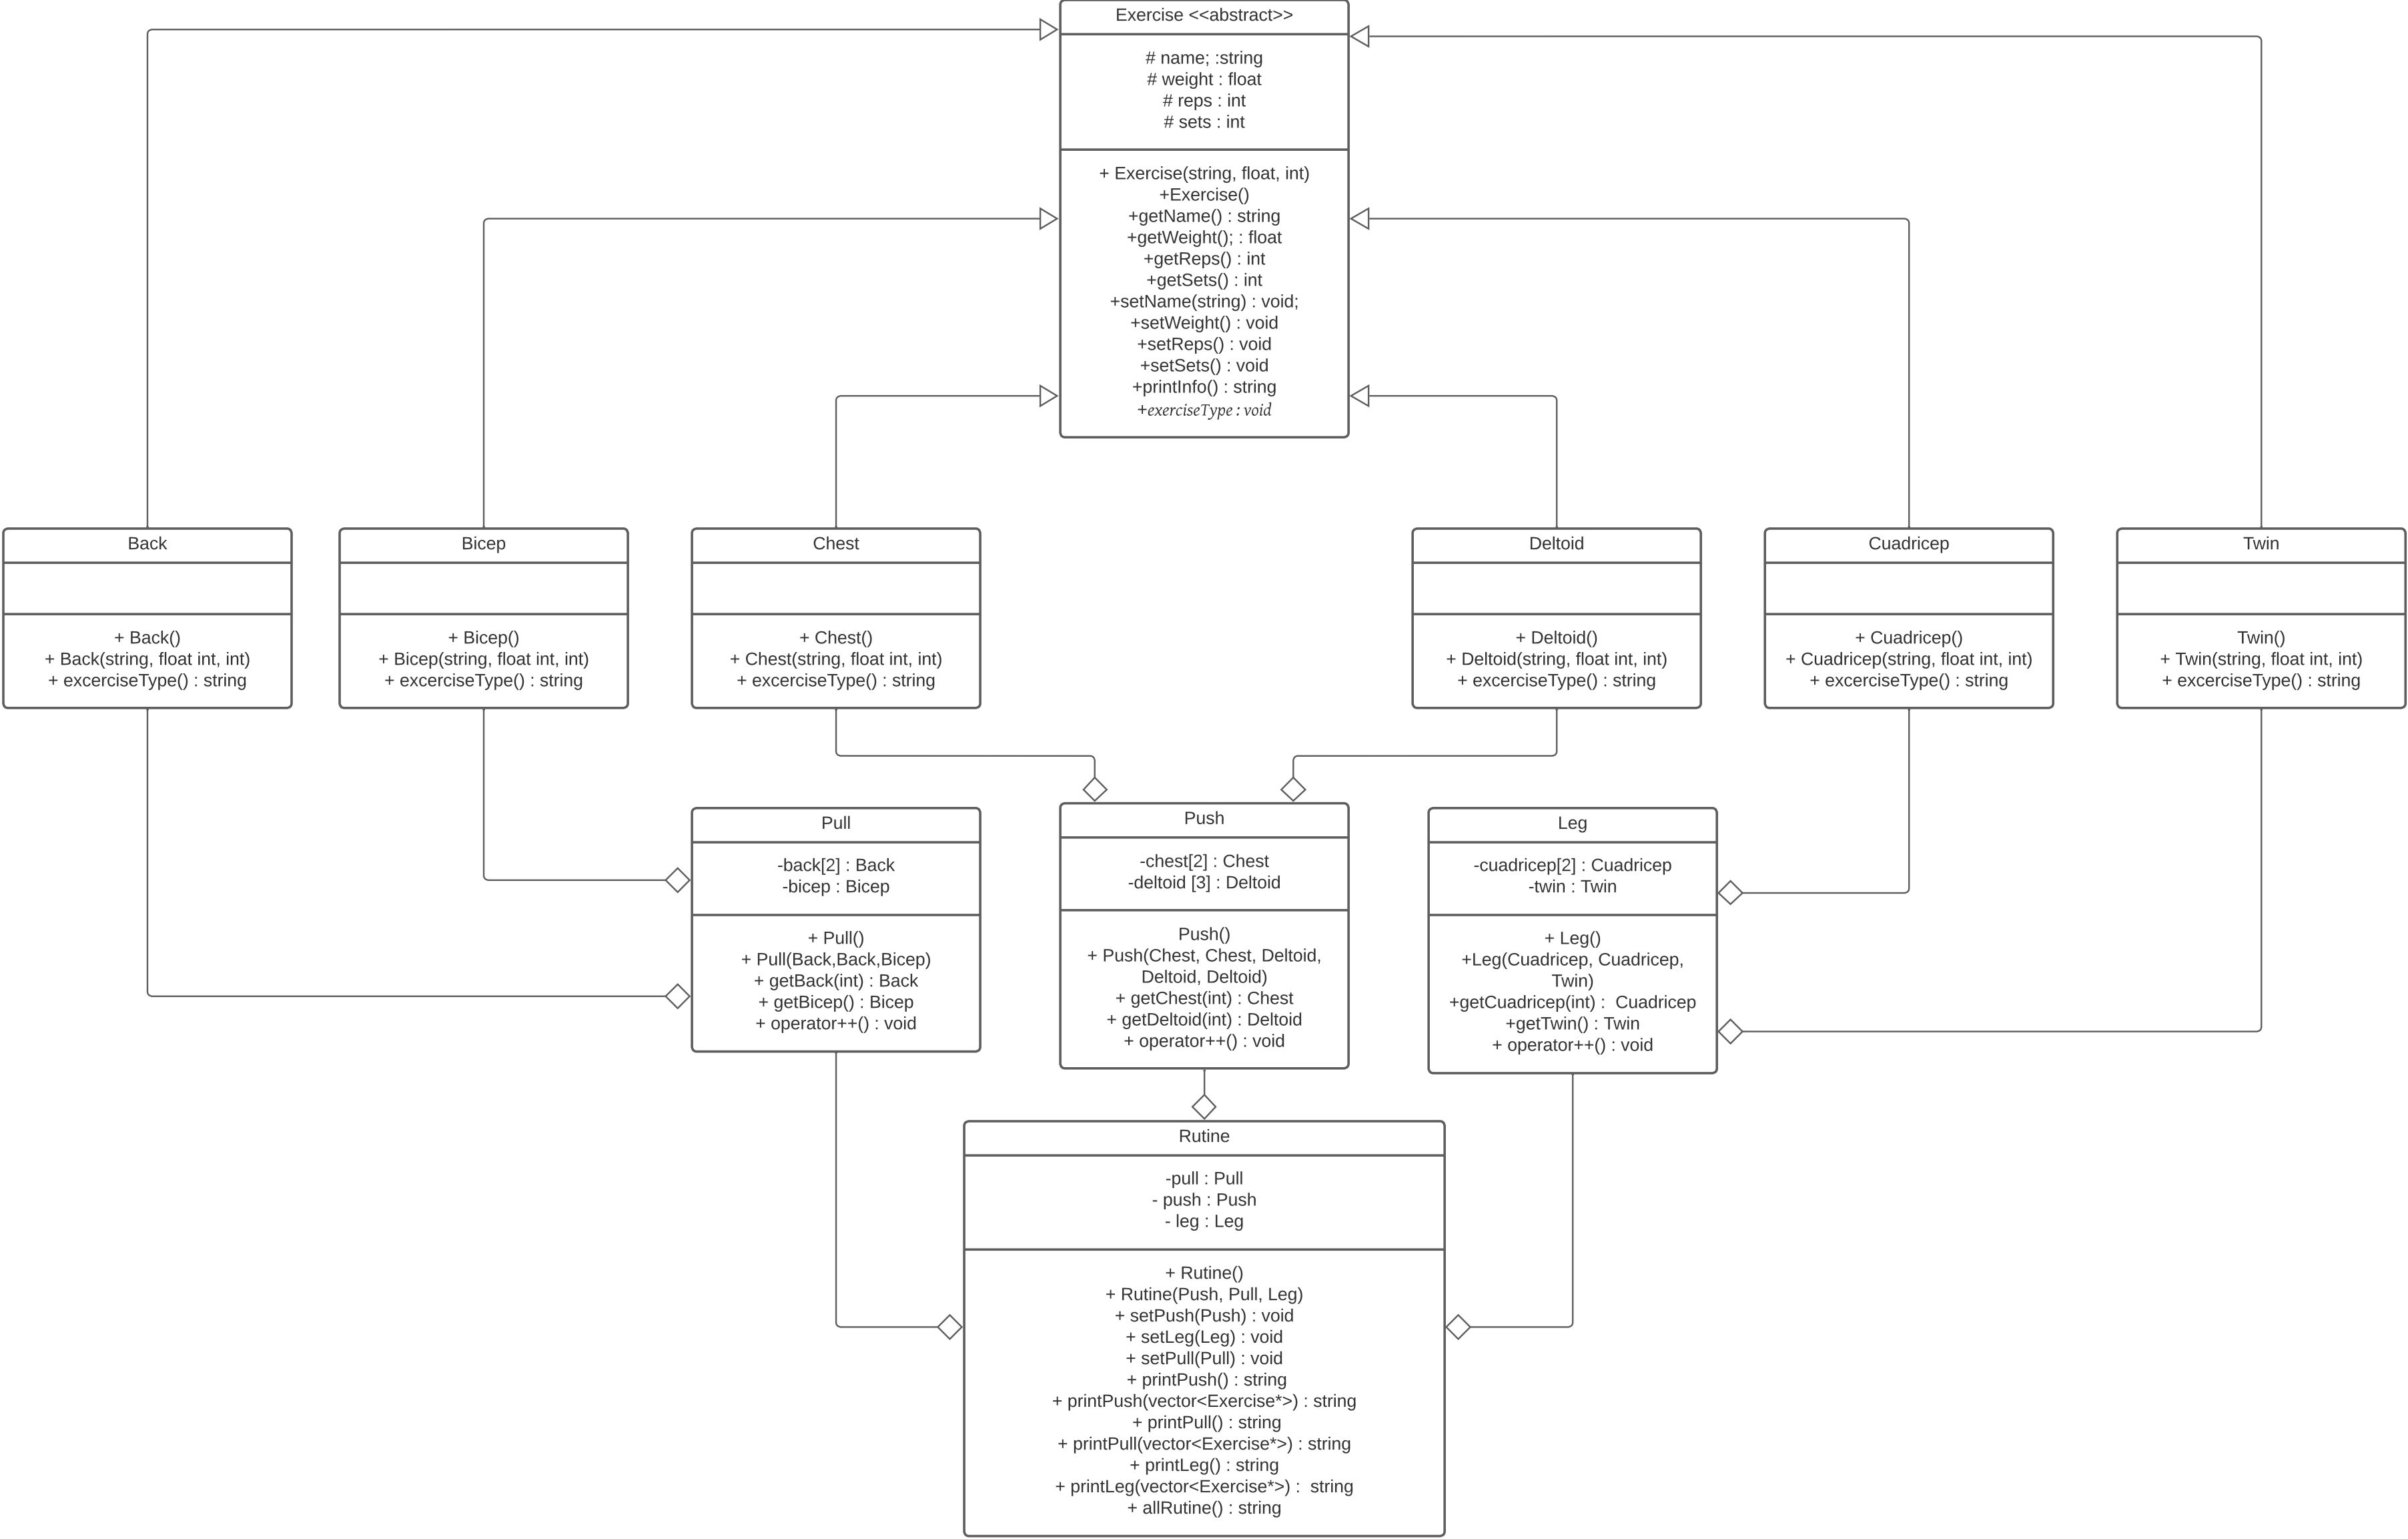 Exercise <<abstract>>
# name; :string
# weight : float
# reps : int
# sets : int
+ Exercise(string, float, int)
+Exercise()
+getName() : string
+getWeight(); : float
+getReps() : int
+getSets() : int
+setName(string) : void;
+setWeight() : void
+setReps() : void
+setSets() : void
+printInfo() : string
+exerciseType : void
Back
+ Back()
+ Back(string, float int, int)
+ excerciseType() : string
Bicep
+ Bicep()
+ Bicep(string, float int, int)
+ excerciseType() : string
Chest
+ Chest()
+ Chest(string, float int, int)
+ excerciseType() : string
Deltoid
+ Deltoid()
+ Deltoid(string, float int, int)
+ excerciseType() : string
Cuadricep
+ Cuadricep()
+ Cuadricep(string, float int, int)
+ excerciseType() : string
Twin
Twin()
+ Twin(string, float int, int)
+ excerciseType() : string
Pull
-back[2] : Back
-bicep : Bicep
+ Pull()
+ Pull(Back,Back,Bicep)
+ getBack(int) : Back
+ getBicep() : Bicep
+ operator++() : void
Push
-chest[2] : Chest
-deltoid [3] : Deltoid
Push()
+ Push(Chest, Chest, Deltoid,
Deltoid, Deltoid)
+ getChest(int) : Chest
+ getDeltoid(int) : Deltoid
+ operator++() : void
Leg
-cuadricep[2] : Cuadricep
-twin : Twin
+ Leg()
+Leg(Cuadricep, Cuadricep,
Twin)
+getCuadricep(int) :  Cuadricep
+getTwin() : Twin
+ operator++() : void
Rutine
-pull : Pull
- push : Push
- leg : Leg
+ Rutine()
+ Rutine(Push, Pull, Leg)
+ setPush(Push) : void
+ setLeg(Leg) : void
+ setPull(Pull) : void
+ printPush() : string
+ printPush(vector<Exercise*>) : string
+ printPull() : string
+ printPull(vector<Exercise*>) : string
+ printLeg() : string
+ printLeg(vector<Exercise*>) :  string
+ allRutine() : string